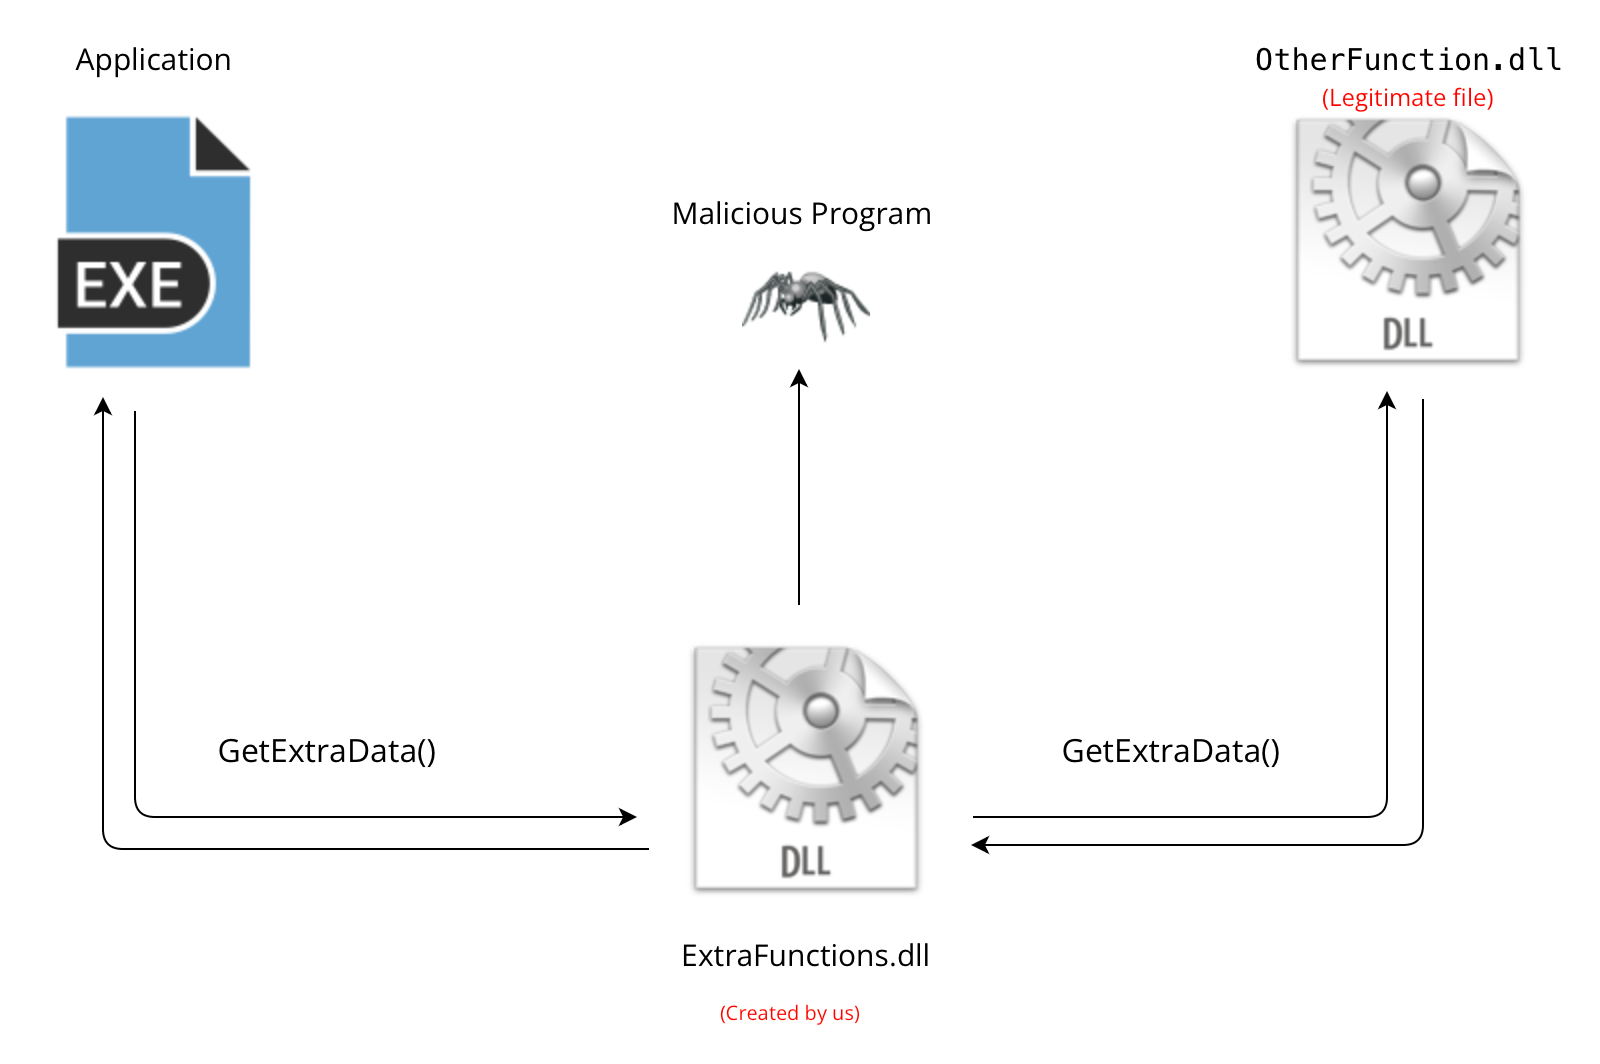 Application
OtherFunction.dll
(Legitimate file)
EXE
Malicious Program
DLL
GetExtraData()
GetExtraData()
DLL
ExtraFunctions.dll
(Created by us)